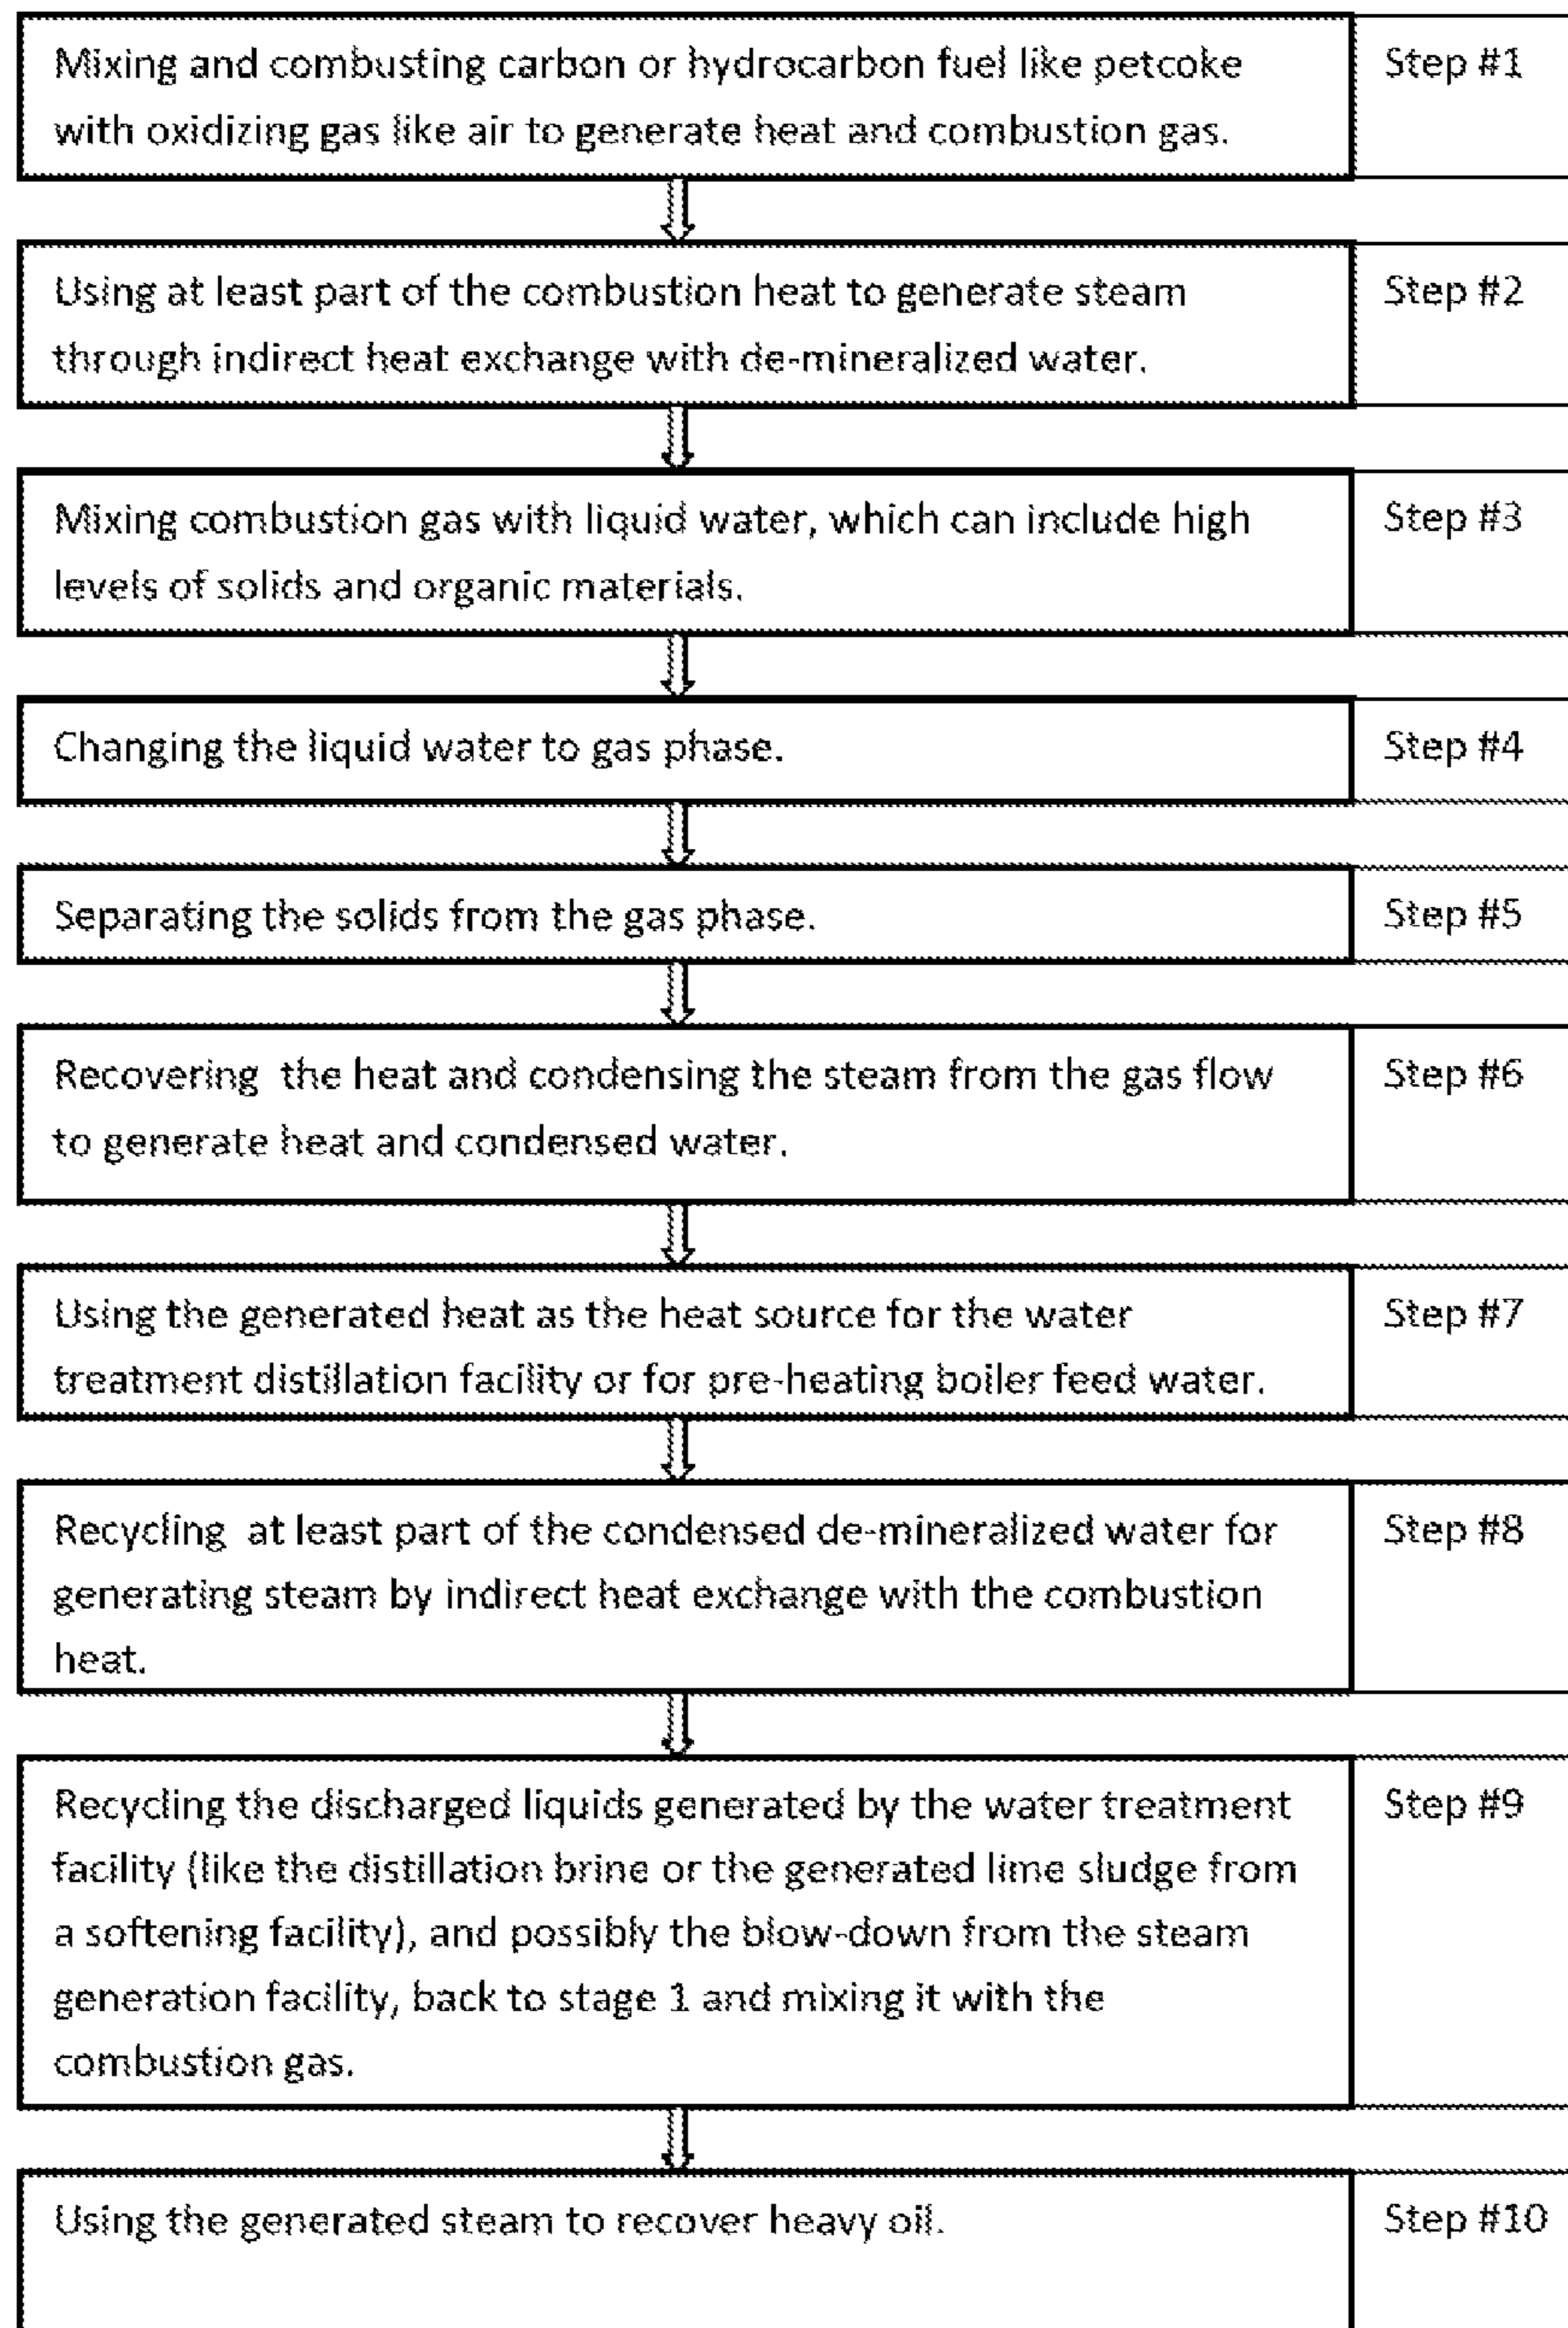 Mixing and combusting carbon or hydrocarbon fuel like petcoke
with oxidizing gas like air to generate heat and combustion gas.
Step #1
Using at least part of the combustion heat to generate steam
through indirect heat exchange with de-mineralized water.
Step #2
Mixing combustion gas with liquid water, which can include high
levels of solids and organic materials.
Step #3
Changing the liquid water to gas phase.
Step #4
Separating the solids from the gas phase.
Step #5
Recovering the heat and condensing the steam from the gas flow
to generate heat and condensed water.
Step #6
Using the generated heat as the heat source for the water
treatment distillation facility or for pre-heating boiler feed water.
Step #7
Recycling at least part of the condensed de-mineralized water for
generating steam by indirect heat exchange with the combustion
heat.
Step #8
Recycling the discharged liquids generated by the water treatment
facility (like the distillation brine or the generated lime sludge from
a softening facility), and possibly the blow-down from the steam
generation facility, back to stage 1 and mixing it with the
combustion gas.
Step #9
Using the generated steam to recover heavy oil.
Step #10